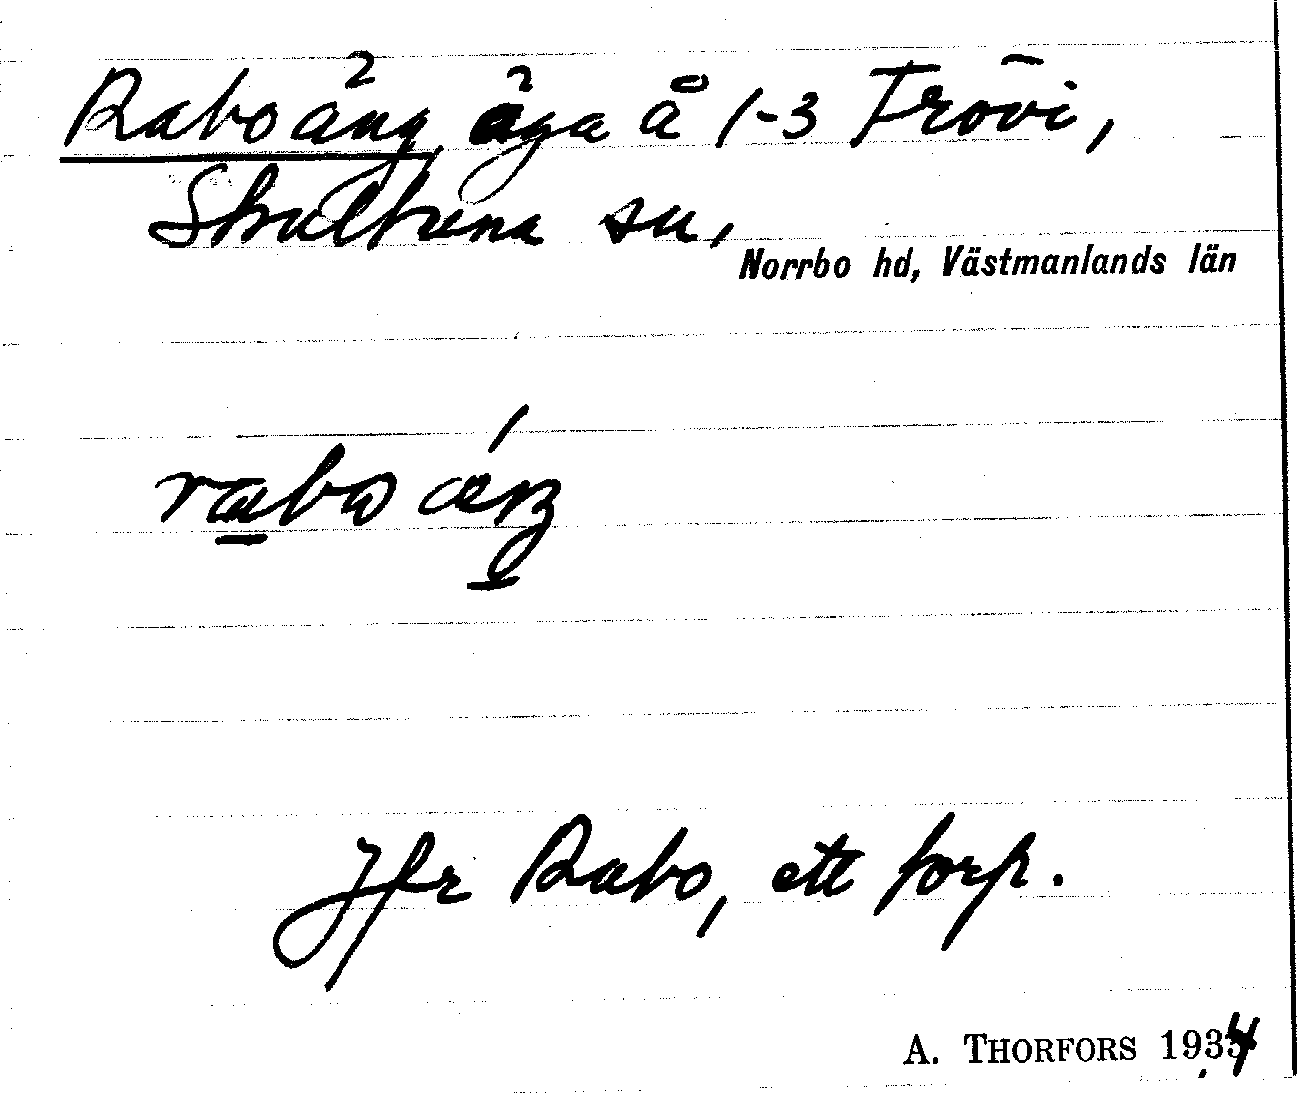 Raboäng, äga å 1-3 Frövi,
Skultuna sn,
Norrbo hd, Västmanlands län
rabo äŋ
Jfr Rabo, ett torp.
A. THORFORS 1934